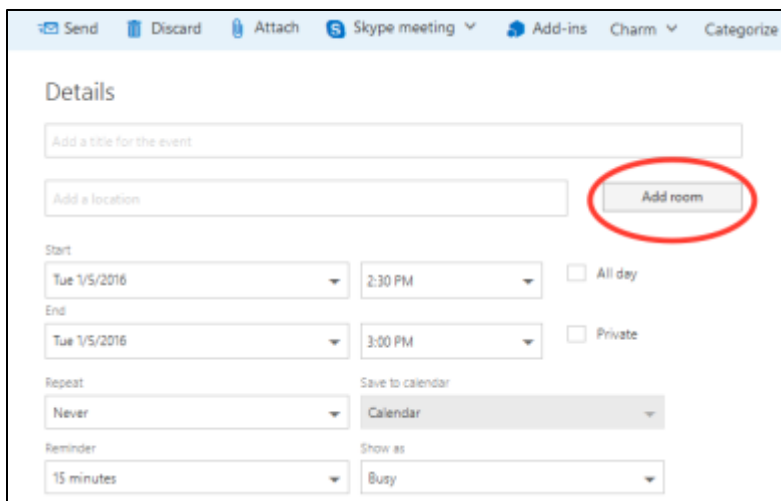 Send Discard Attach Skype meeting Add-ins Charm Categorize
Details
Add a title for the event
Add a location Add room
Start
Tue 1/5/2016 2:30 PM All day
End
Tue 1/5/2016 3:00 PM Private
Repeat Save to calendar
Never Calendar
Reminder Show as
15 minutes Busy